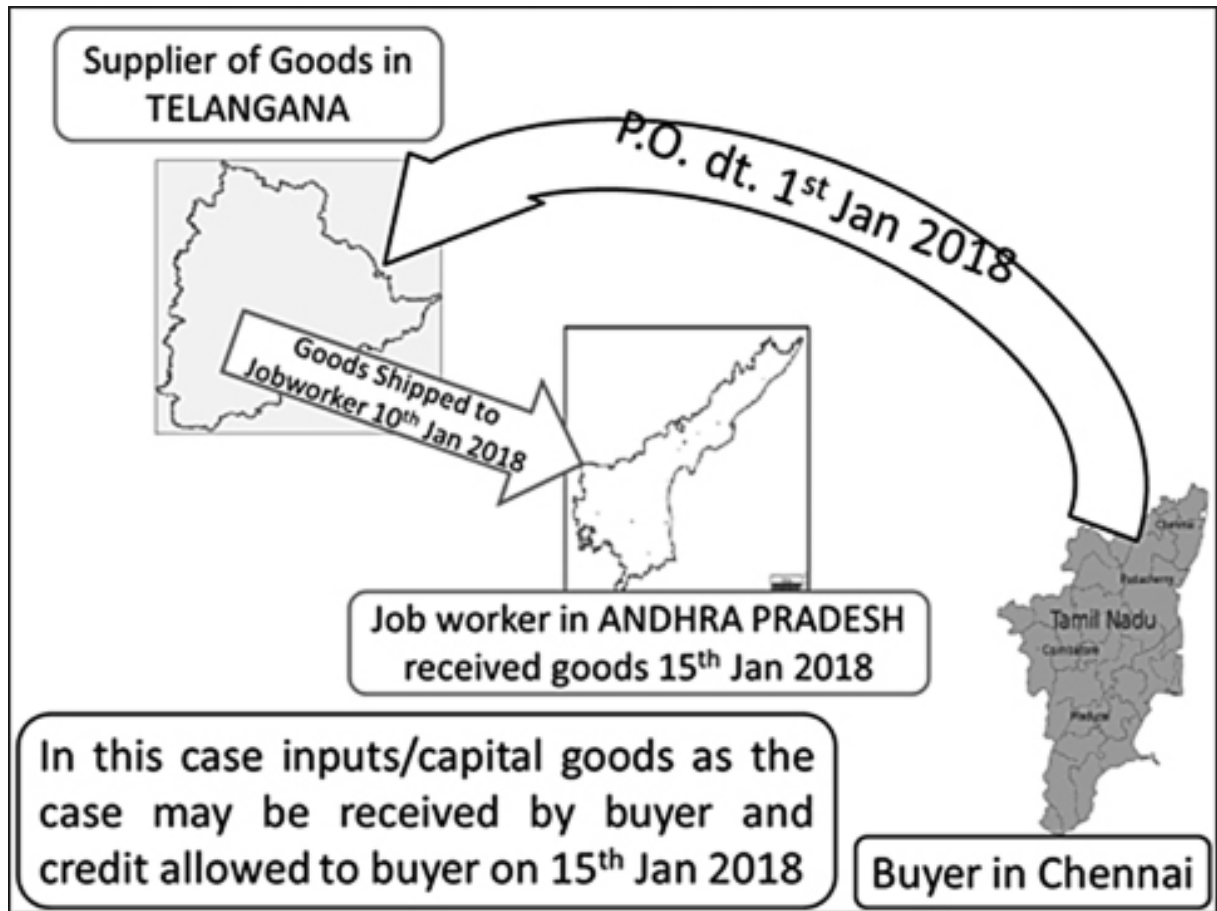 Supplier of Goods in
TELANGANA
P.O. dt. 1st Jan 2018
Goods Shipped to
Jobworker 10th Jan 2018
Job worker in ANDHRA PRADESH
received goods 15th Jan 2018
Chennai
Puducherry
Tamil Nadu
Coimbatore
Madurai
In this case inputs/capital goods as the
case may be received by buyer and
credit allowed to buyer on 15th Jan 2018
Buyer in Chennai